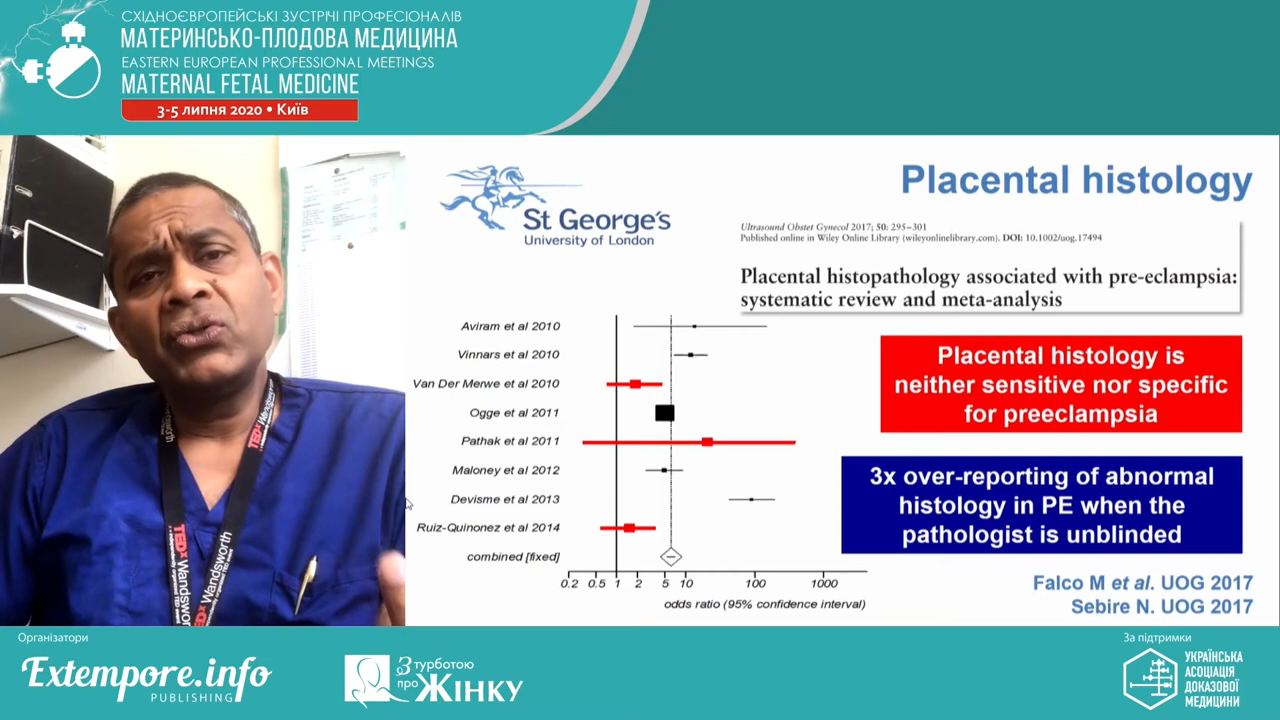 СХІДНОЄВРОПЕЙСЬКІ ЗУСТРІЧІ ПРОФЕСІОНАЛІВ
МАТЕРИНСЬКО-ПЛОДОВА МЕДИЦИНА
EASTERN EUROPEAN PROFESSIONAL MEETINGS
MATERNAL FETAL MEDICINE
3-5 липня 2020 • Київ
St George's
University of London
Placental histology
Ultrasound Obstet Gynecol 2017; 50: 295–301
Published online in Wiley Online Library (wileyonlinelibrary.com). DOI: 10.1002/uog.17494
Placental histopathology associated with pre-eclampsia:
systematic review and meta-analysis
Aviram et al 2010
Vinnars et al 2010
Van Der Merwe et al 2010
Ogge et al 2011
Pathak et al 2011
Maloney et al 2012
Devisme et al 2013
Ruiz-Quinonez et al 2014
combined [fixed]
0.2 0.5 1 2 5 10 100 1000
odds ratio (95% confidence interval)
Placental histology is
neither sensitive nor specific
for preeclampsia
3x over-reporting of abnormal
histology in PE when the
pathologist is unblinded
Falco M et al. UOG 2017
Sebire N. UOG 2017
TEDx Wandsworth
TEDx Wandsworth
Wandsworth
Організатори
Extempore.info
PUBLISHING
З турботою
про ЖІНКУ
За підтримки
УКРАЇНСЬКА
АСОЦІАЦІЯ
ДОКАЗОВОЇ
МЕДИЦИНИ